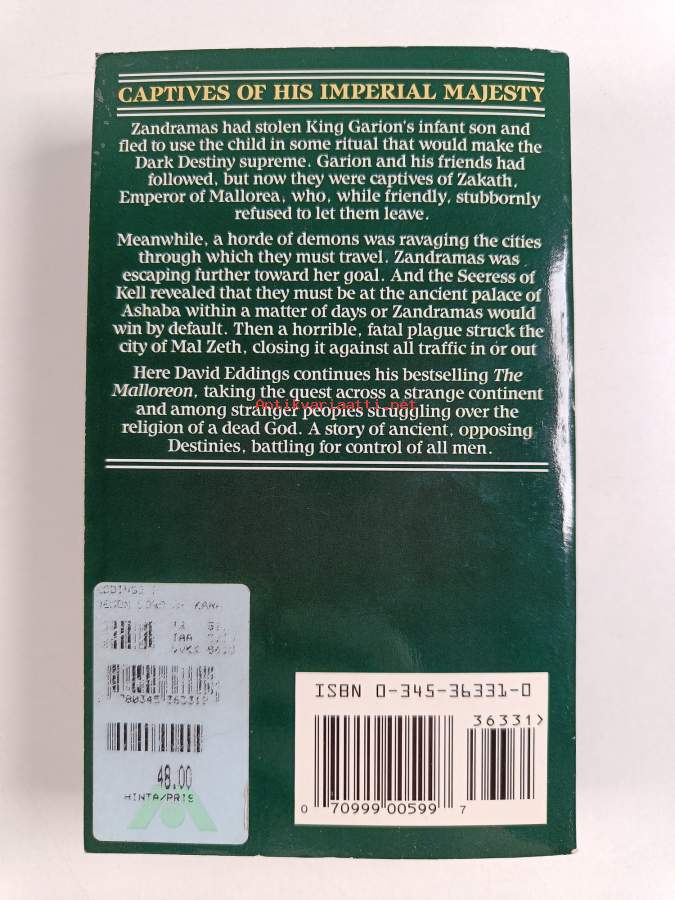 CAPTIVES OF HIS IMPERIAL MAJESTY
Zandramas had stolen King Garion's infant son and
fled to use the child in some ritual that would make the
Dark Destiny supreme. Garion and his friends had
followed, but now they were captives of Zakath,
Emperor of Mallorea, who, while friendly, stubbornly
refused to let them leave.
Meanwhile, a horde of demons was ravaging the cities
through which they must travel. Zandramas was
escaping further toward her goal. And the Seeress of
Kell revealed that they must be at the ancient palace of
Ashaba within a matter of days or Zandramas would
win by default. Then a horrible, fatal plague struck the
city of Mal Zeth, closing it against all traffic in or out
Here David Eddings continues his bestselling The
Malloreon, taking the quest across a strange continent
and among stranger peoples struggling over the
Antikvariaatti.net
religion of a dead God. A story of ancient, opposing
Destinies, battling for control of all men.
48.00
HINTA/PRIS
ISBN 0-345-36331-0
36331>
0 70999 00599 7